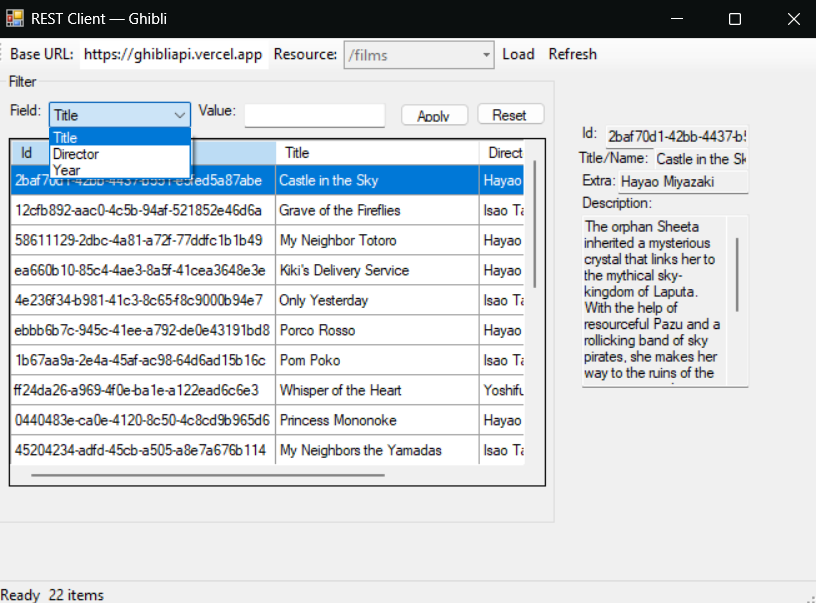 REST Client — Ghibli
Base URL: https://ghibliapi.vercel.app Resource: /films Load Refresh
Filter
Field: Title Value: Apply Reset
Title
Director
Year
Id Title Direct
Castle in the Sky Hayao
12cfb892-aac0-4c5b-94af-521852e46d6a Grave of the Fireflies Isao Ta
58611129-2dbc-4a81-a72f-77ddfc1b1b49 My Neighbor Totoro Hayao
ea660b10-85c4-4ae3-8a5f-41cea3648e3e Kiki's Delivery Service Hayao
4e236f34-b981-41c3-8c65-f8c9000b94e7 Only Yesterday Isao Ta
ebbb6b7c-945c-41ee-a792-de0e43191bd8 Porco Rosso Hayao
1b67aa9a-2e4a-45af-ac98-64d6ad15b16c Pom Poko Isao Ta
ff24da26-a969-4f0e-ba1e-a122ead6c6e3 Whisper of the Heart Yoshifu
0440483e-ca0e-4120-8c50-4c8cd9b965d6 Princess Mononoke Hayao
45204234-adfd-45cb-a505-a8e7a676b114 My Neighbors the Yamadas Isao Ta
Id: 2baf70d1-42bb-4437-b5
Title/Name: Castle in the Sk
Extra: Hayao Miyazaki
Description:
The orphan Sheeta
inherited a mysterious
crystal that links her to
the mythical sky-
kingdom of Laputa.
With the help of
resourceful Pazu and a
rollicking band of sky
pirates, she makes her
way to the ruins of the
Ready 22 items